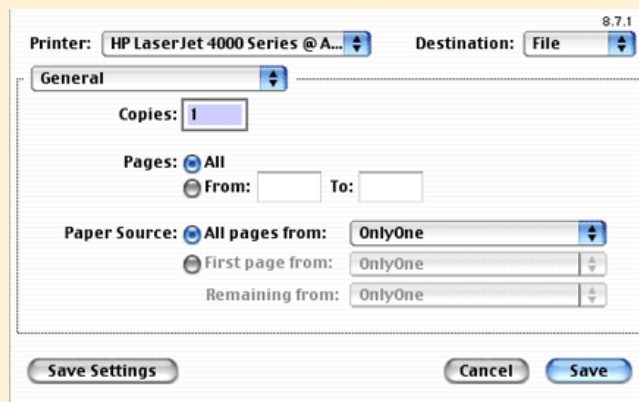 8.7.1
Printer: HP LaserJet 4000 Series @ A... Destination: File
General
Copies: 1
Pages: All
From: To:
Paper Source: All pages from: OnlyOne
First page from: OnlyOne
Remaining from: OnlyOne
Save Settings Cancel Save